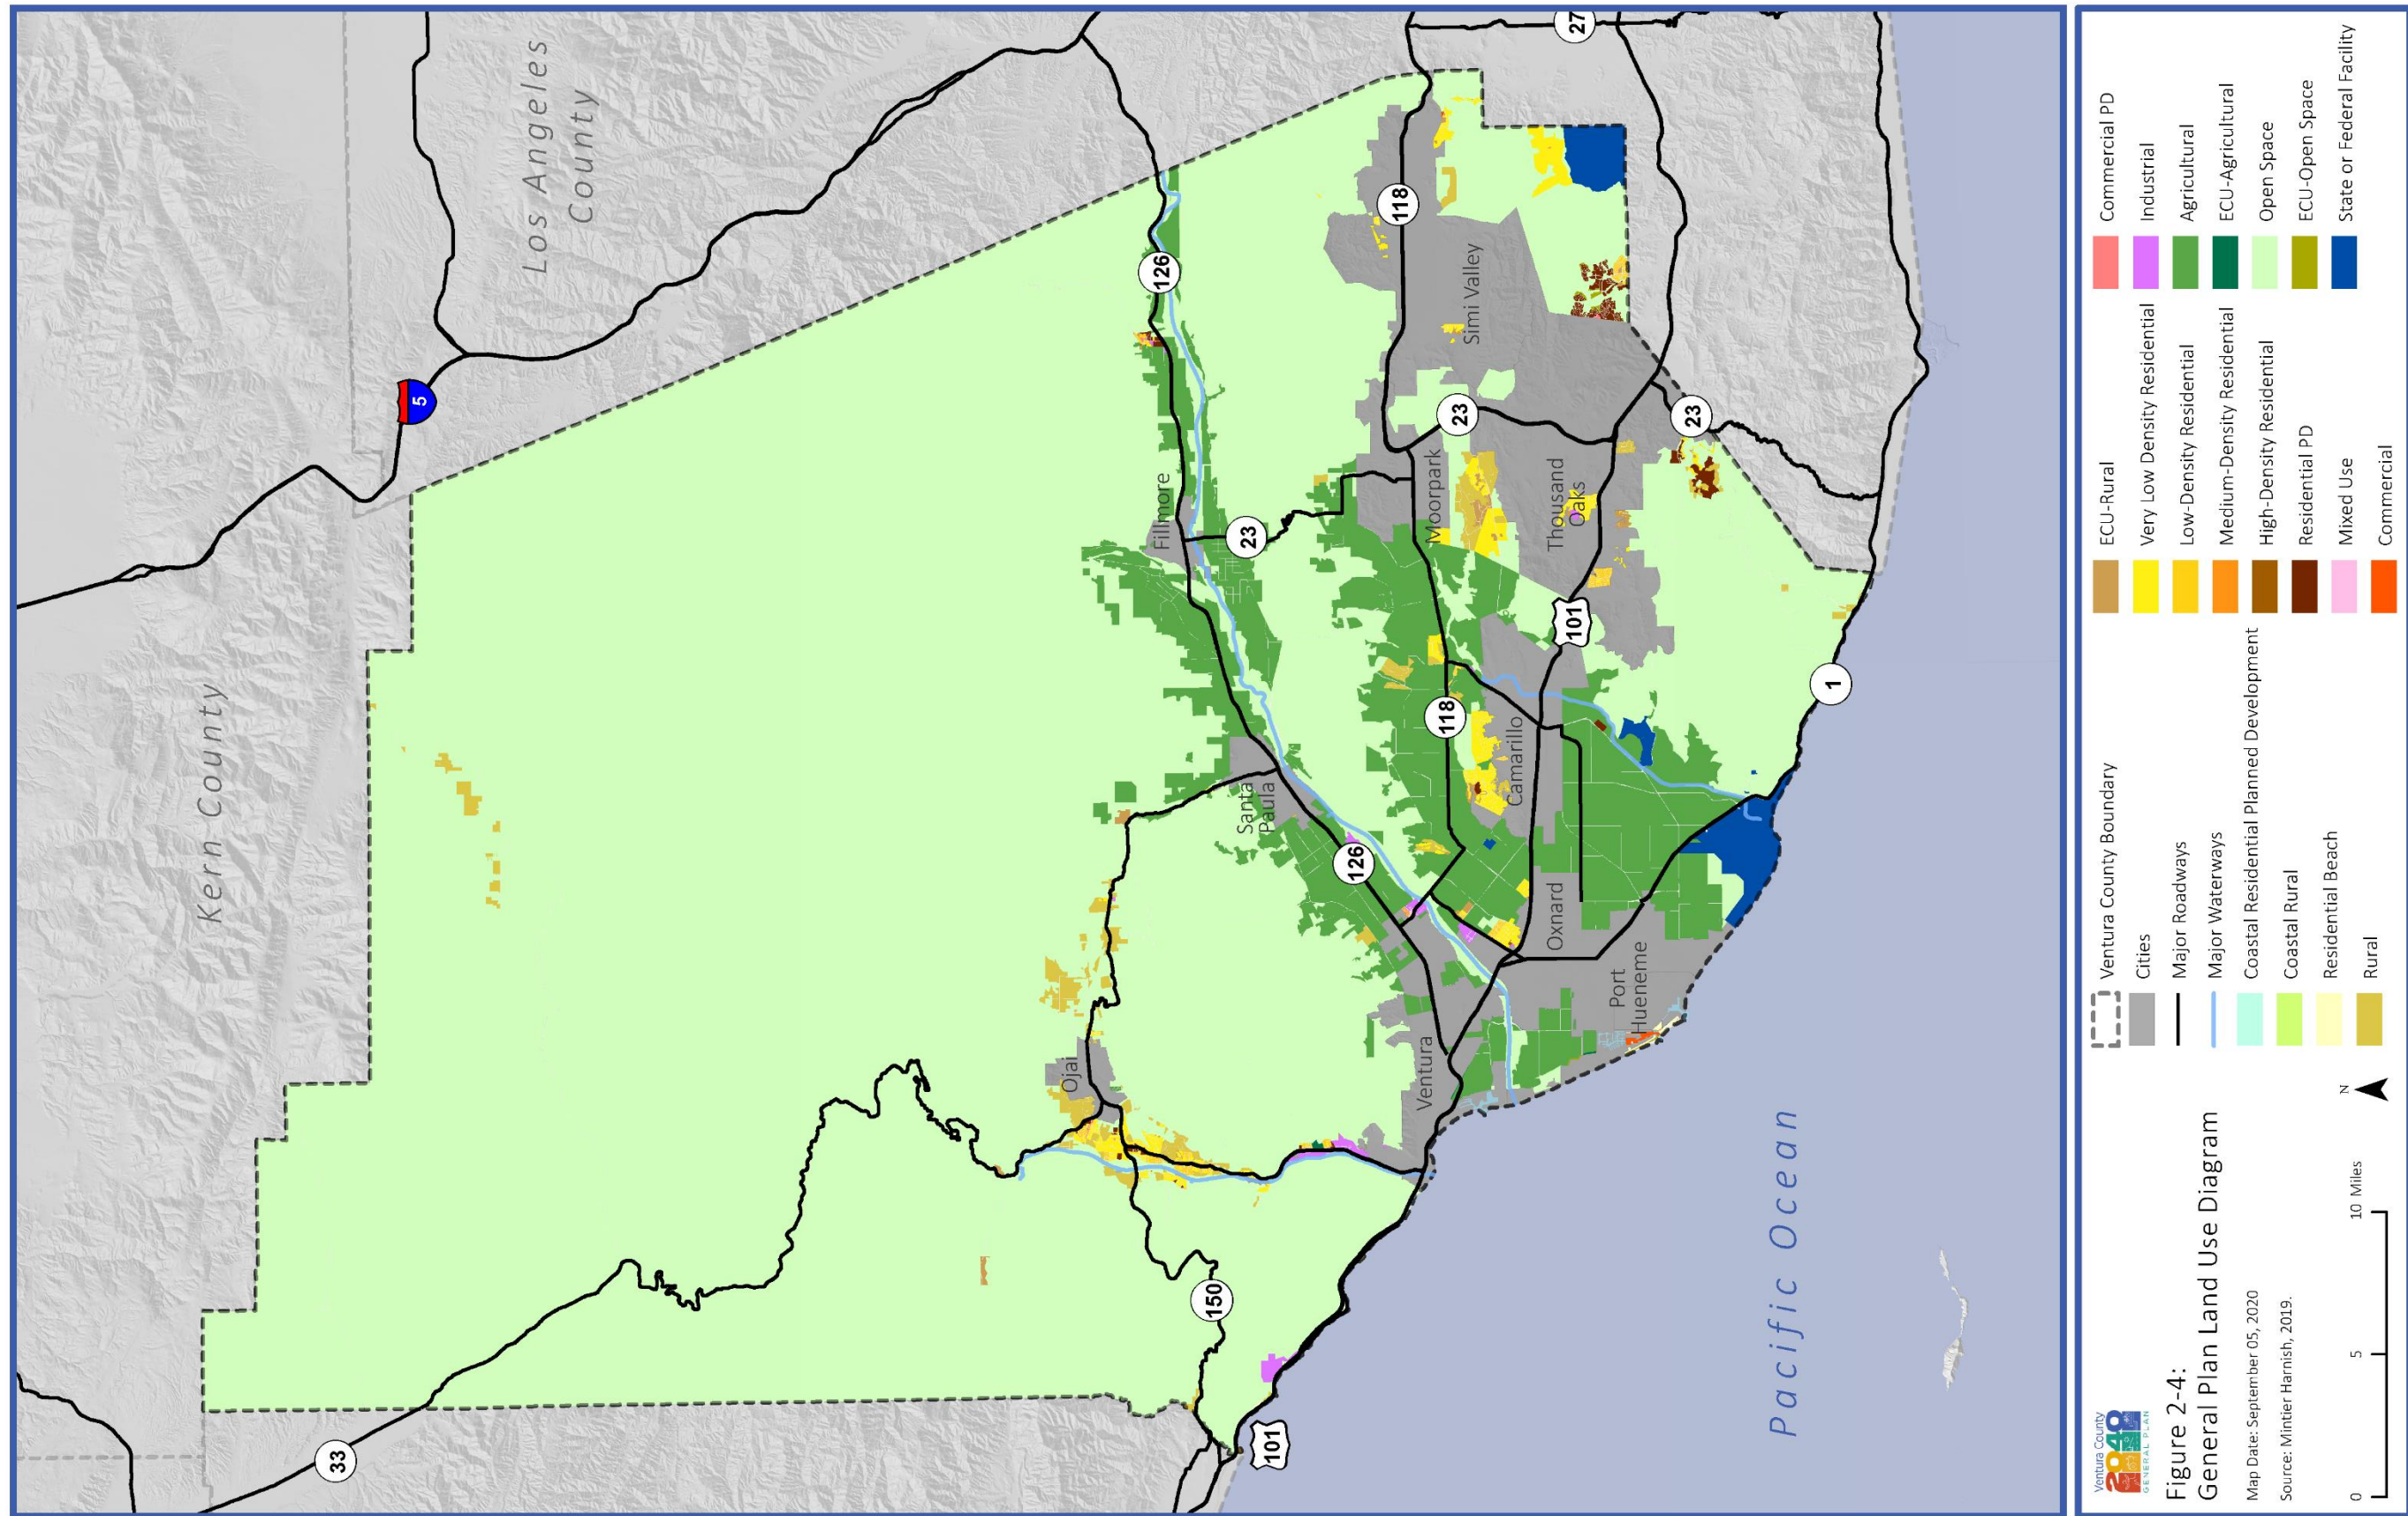 Kern County
Los Angeles
County
Pacific Ocean
33
5
150
101
126
126
118
118
23
23
23
101
1
27
Ojai
Ventura
Santa
Paula
Fillmore
Port
Hueneme
Oxnard
Camarillo
Moorpark
Thousand
Oaks
Simi Valley
Ventura County
2040
GENERAL PLAN
Figure 2-4:
General Plan Land Use Diagram
Map Date: September 05, 2020
Source: Mintier Harnish, 2019.
0 5 10 Miles
N
Ventura County Boundary
Cities
Major Roadways
Major Waterways
Coastal Residential Planned Development
Coastal Rural
Residential Beach
Rural
ECU-Rural
Very Low Density Residential
Low-Density Residential
Medium-Density Residential
High-Density Residential
Residential PD
Mixed Use
Commercial
Commercial PD
Industrial
Agricultural
ECU-Agricultural
Open Space
ECU-Open Space
State or Federal Facility